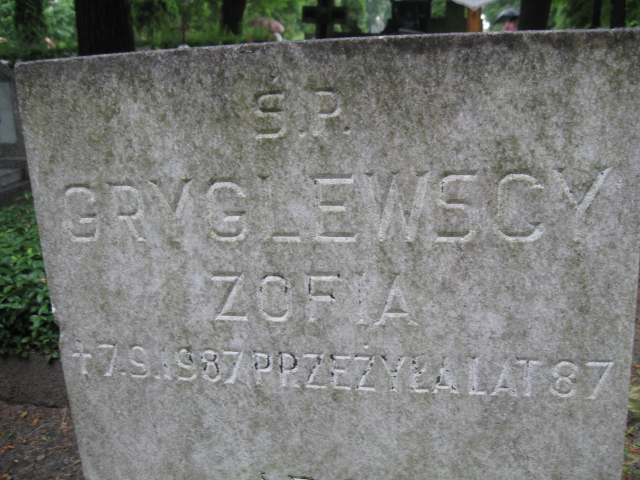 Ś.P.
GRYGLEWSCY
ZOFIA
+7.9.1987 PRZEŻYŁA LAT 87